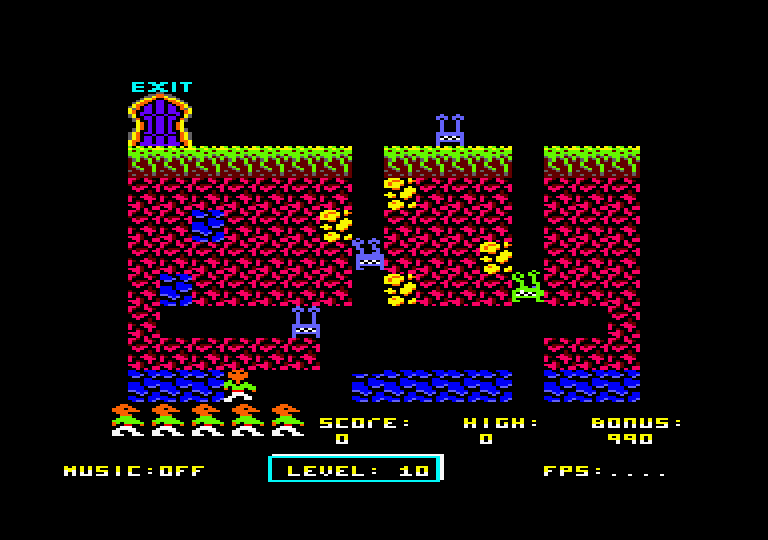 EXIT
SCOrE: HIGH: BONUS:
0 0 990
MUSIC:OFF LEVEL: 10 FPS:....